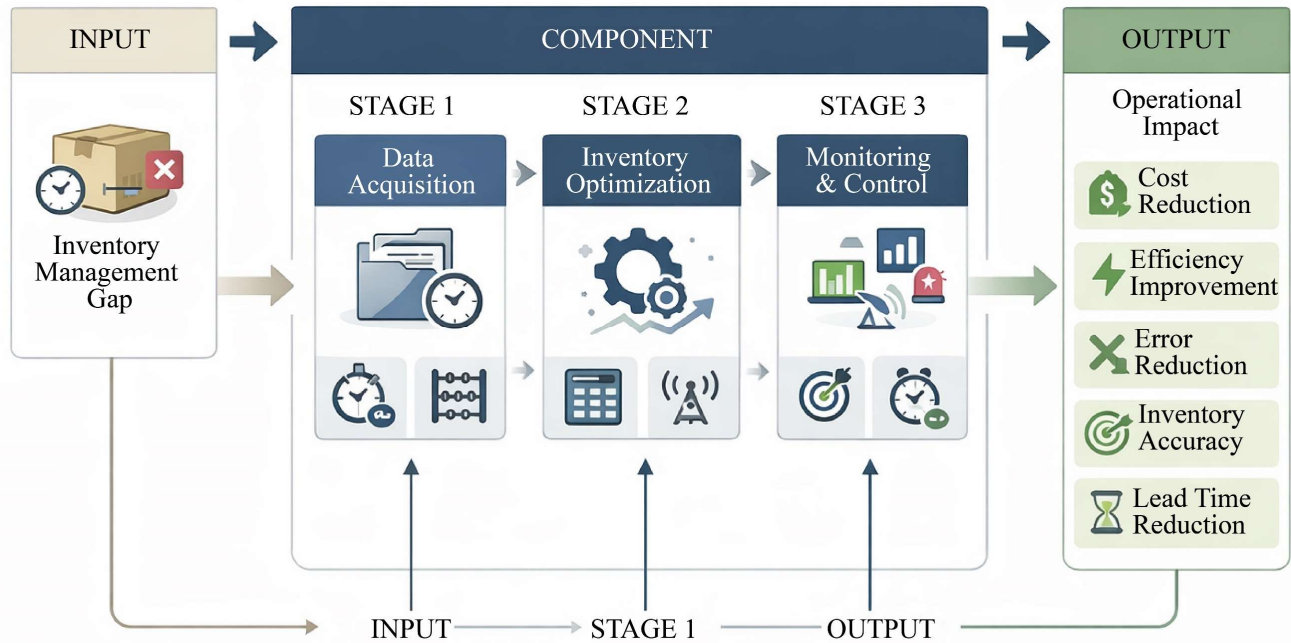 INPUT
COMPONENT
OUTPUT
Inventory
Management
Gap
STAGE 1
STAGE 2
STAGE 3
Data
Acquisition
Inventory
Optimization
Monitoring
& Control
Operational
Impact
Cost
Reduction
Efficiency
Improvement
Error
Reduction
Inventory
Accuracy
Lead Time
Reduction
INPUT
STAGE 1
OUTPUT